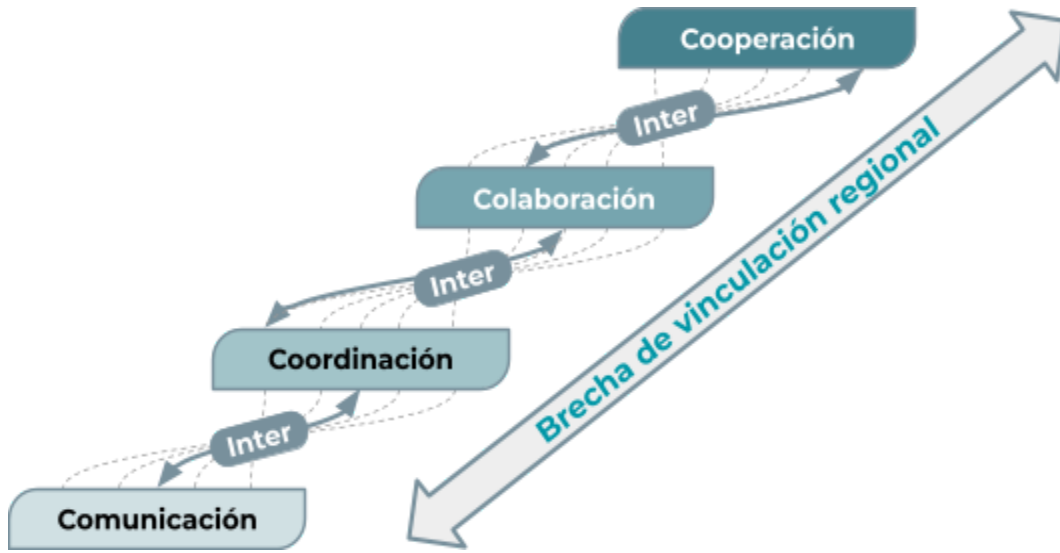 Cooperación
Inter
Colaboración
Inter
Coordinación
Inter
Comunicación
Brecha de vinculación regional